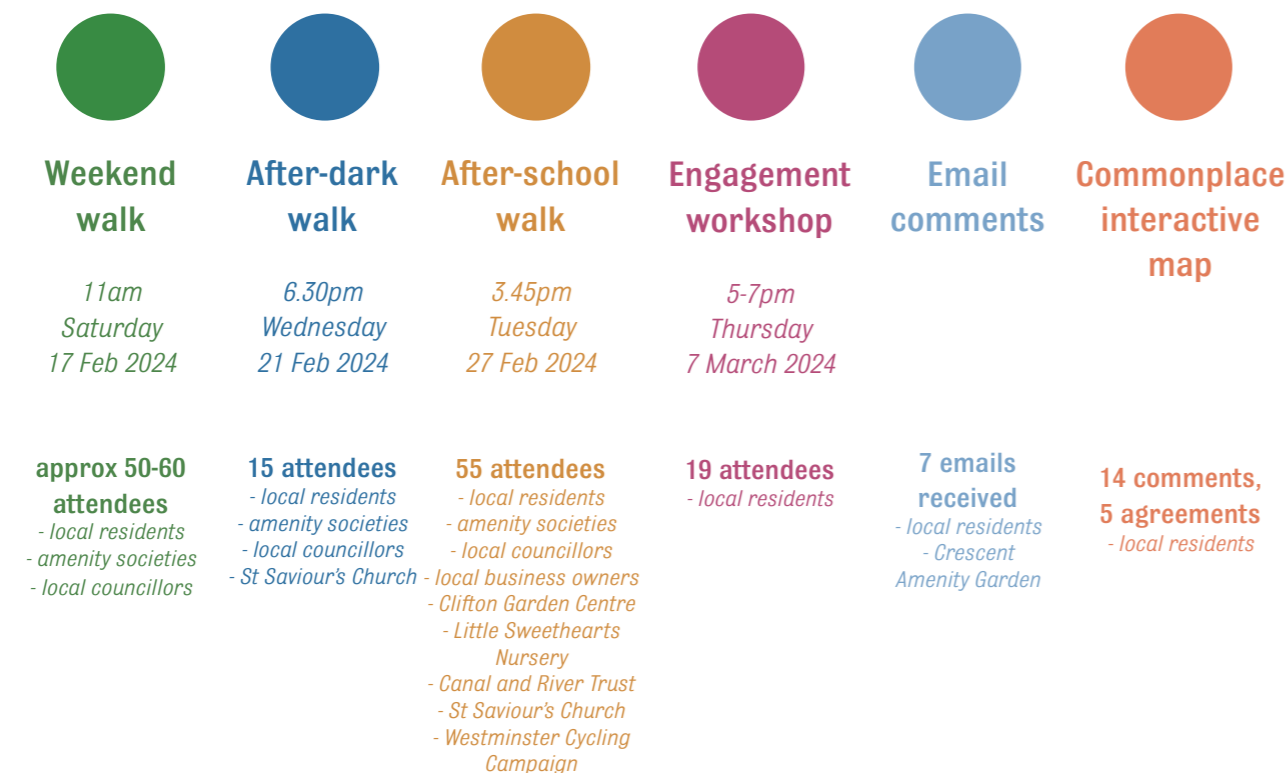 Weekend
walk
11am
Saturday
17 Feb 2024
approx 50-60
attendees
- local residents
- amenity societies
- local councillors
After-dark
walk
6.30pm
Wednesday
21 Feb 2024
15 attendees
- local residents
- amenity societies
- local councillors
- St Saviour's Church
After-school
walk
3.45pm
Tuesday
27 Feb 2024
55 attendees
- local residents
- amenity societies
- local councillors
- local business owners
- Clifton Garden Centre
- Little Sweethearts
Nursery
- Canal and River Trust
- St Saviour's Church
- Westminster Cycling
Campaign
Engagement
workshop
5-7pm
Thursday
7 March 2024
19 attendees
- local residents
Email
comments
7 emails
received
- local residents
- Crescent
Amenity Garden
Commonplace
interactive
map
14 comments,
5 agreements
- local residents